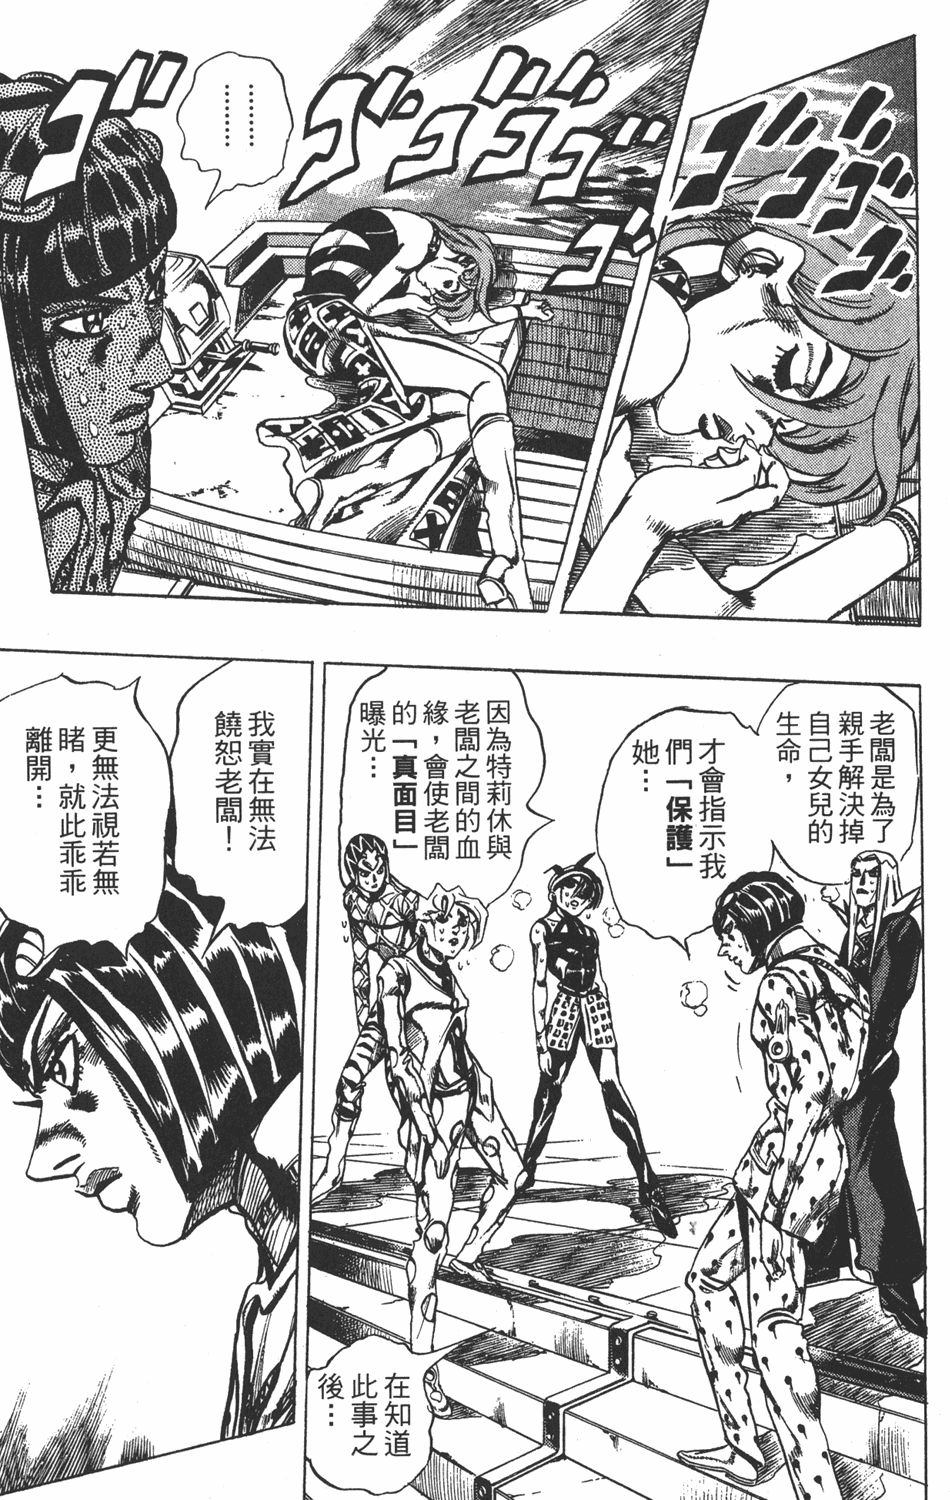 ゴゴゴゴゴ
ゴゴゴゴゴ
ゴ
…………
老闆是為了
親手解決掉
自己女兒的
生命，
才會指示我
們「保護」
她…
因為特莉休與
老闆之間的血
緣，會使老闆
的「真面目」
曝光…
在知道
此事之
後…
我實在無法
饒恕老闆！
更無法視若無
睹，就此乖乖
離開…